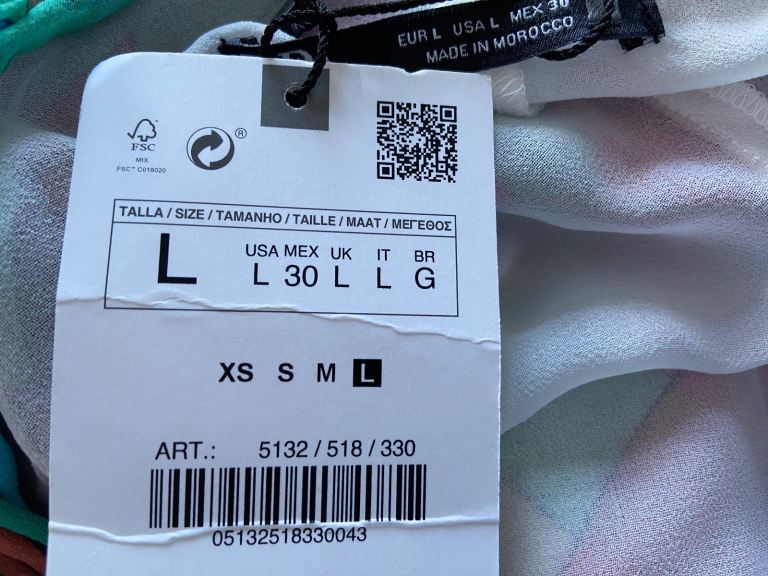 EUR L USA L MEX 30
MADE IN MOROCCO
FSC
MIX
FSC™ C018020
®
TALLA / SIZE / TAMANHO / TAILLE / MAAT / ΜΕΓΕΘΟΣ
USA MEX UK IT BR
L L 30 L L G
XS S M L
ART.: 5132 / 518 / 330
05132518330043